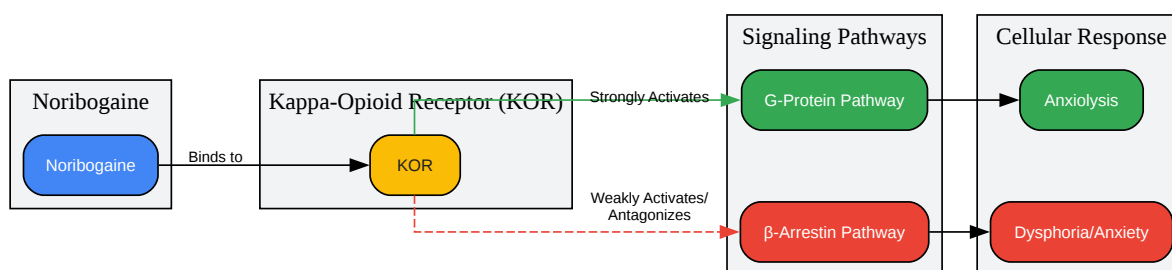 Noribogaine
Noribogaine
Binds to
Kappa-Opioid Receptor (KOR)
KOR
Strongly Activates
Weakly Activates/
Antagonizes
Signaling Pathways
G-Protein Pathway
β-Arrestin Pathway
Cellular Response
Anxiolysis
Dysphoria/Anxiety